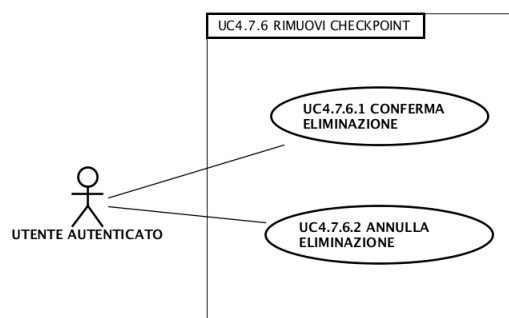 UC4.7.6 RIMUOVI CHECKPOINT
UC4.7.6.1 CONFERMA
ELIMINAZIONE
UTENTE AUTENTICATO
UC4.7.6.2 ANNULLA
ELIMINAZIONE